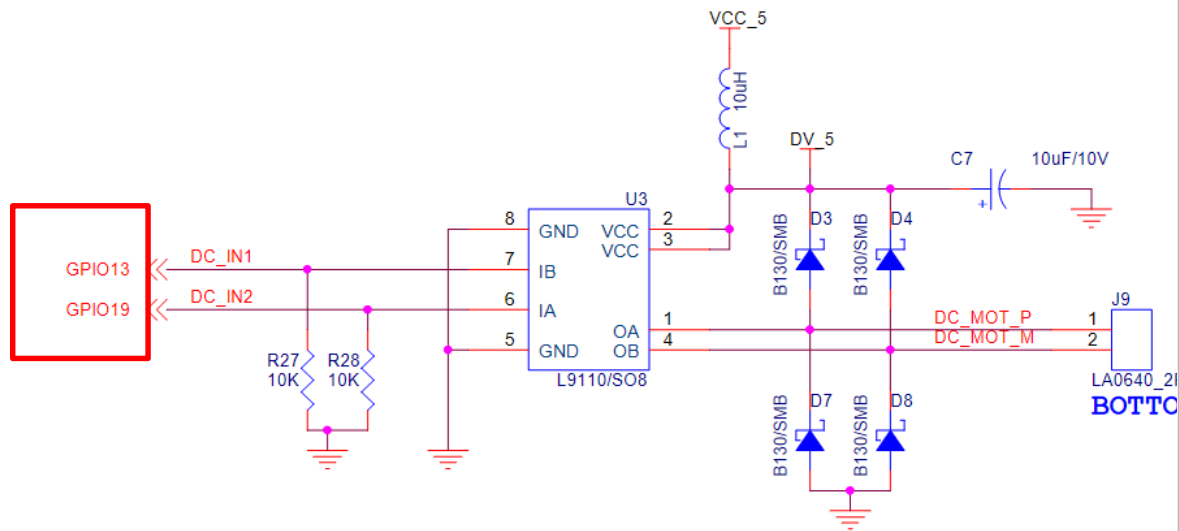 VCC_5
L1 10uH
DV_5
C7 10uF/10V
U3
8 GND VCC 2
VCC 3
7 IB
6 IA
5 GND OA 1
OB 4
L9110/SO8
GPIO13 DC_IN1
GPIO19 DC_IN2
R27 10K
R28 10K
D3 B130/SMB
D4 B130/SMB
DC_MOT_P
DC_MOT_M
J9
1
2
LA0640_2
BOTTO
D7 B130/SMB
D8 B130/SMB
+